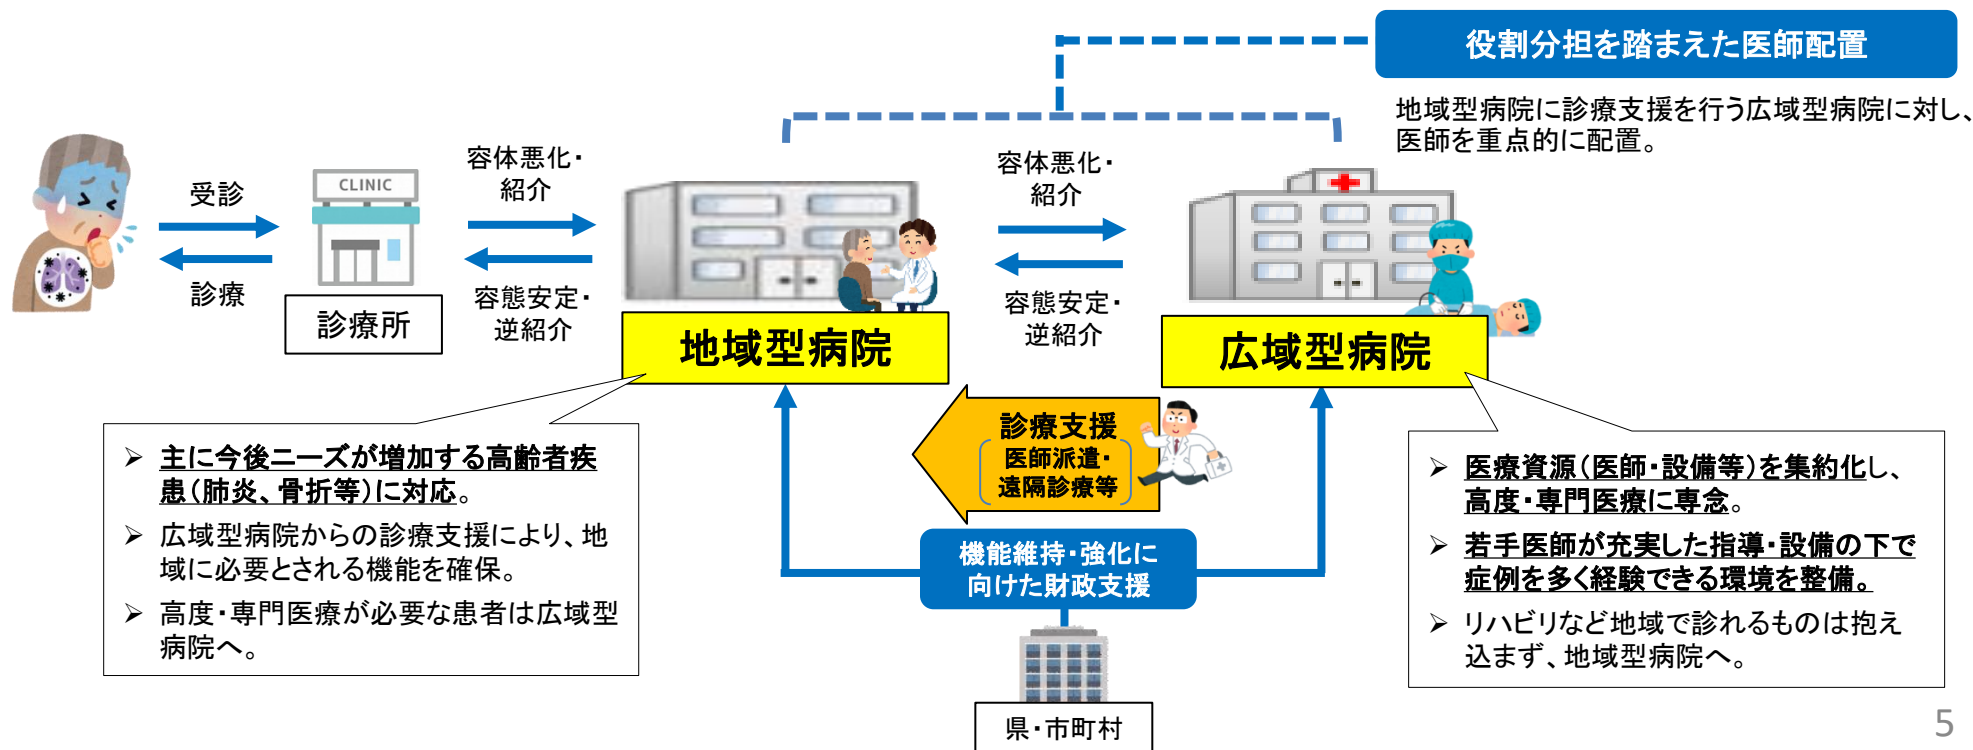 役割分担を踏まえた医師配置
地域型病院に診療支援を行う広域型病院に対し、
医師を重点的に配置。
受診
診療
CLINIC
診療所
容体悪化・
紹介
容態安定・
逆紹介
地域型病院
容体悪化・
紹介
容態安定・
逆紹介
広域型病院
診療支援
医師派遣・
遠隔診療等
➢ 主に今後ニーズが増加する高齢者疾
患(肺炎、骨折等)に対応。
➢ 広域型病院からの診療支援により、地
域に必要とされる機能を確保。
➢ 高度・専門医療が必要な患者は広域型
病院へ。
機能維持・強化に
向けた財政支援
県・市町村
➢ 医療資源(医師・設備等)を集約化し、
高度・専門医療に専念。
➢ 若手医師が充実した指導・設備の下で
症例を多く経験できる環境を整備。
➢ リハビリなど地域で診れるものは抱え
込まず、地域型病院へ。
5